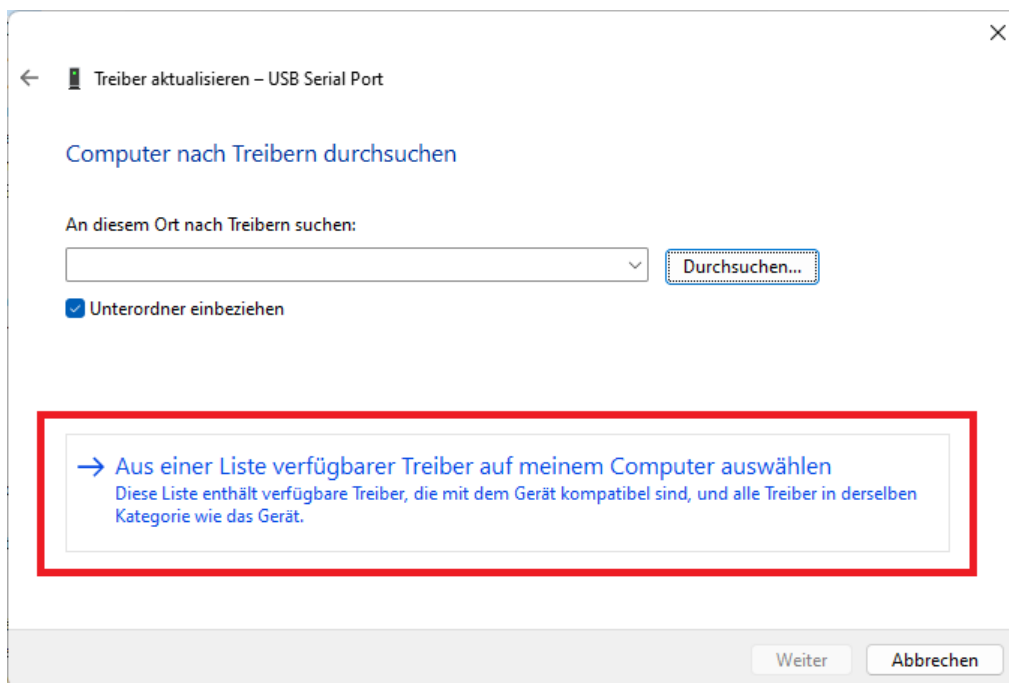 Treiber aktualisieren – USB Serial Port
Computer nach Treibern durchsuchen
An diesem Ort nach Treibern suchen:
Durchsuchen...
Unterordner einbeziehen
Aus einer Liste verfügbarer Treiber auf meinem Computer auswählen
Diese Liste enthält verfügbare Treiber, die mit dem Gerät kompatibel sind, und alle Treiber in derselben
Kategorie wie das Gerät.
Weiter
Abbrechen